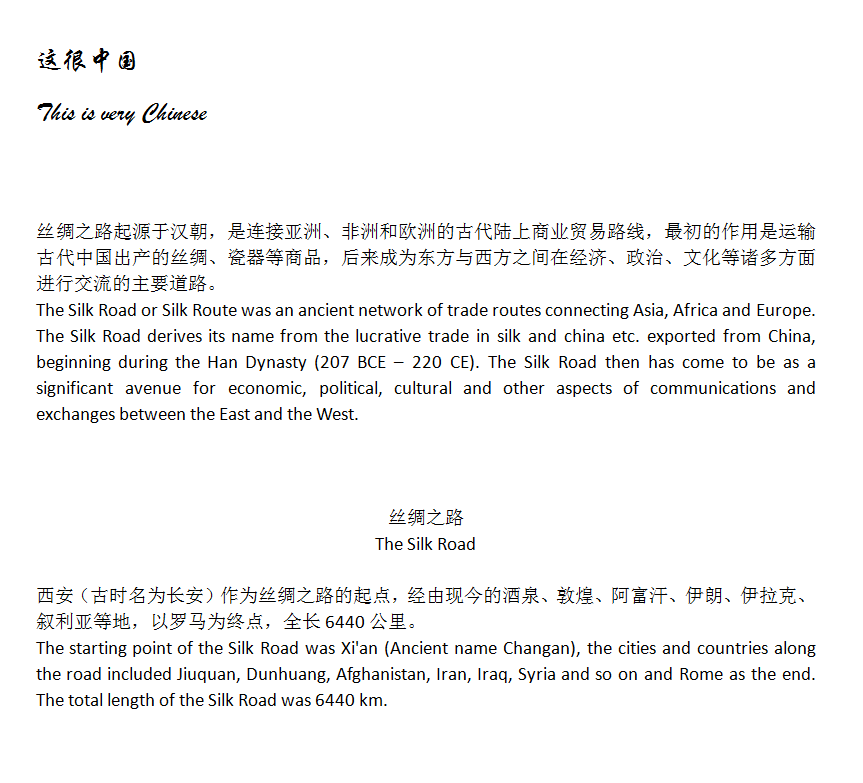 这很中国
This is very Chinese
丝绸之路起源于汉朝，是连接亚洲、非洲和欧洲的古代陆上商业贸易路线，最初的作用是运输
古代中国出产的丝绸、瓷器等商品，后来成为东方与西方之间在经济、政治、文化等诸多方面
进行交流的主要道路。
The Silk Road or Silk Route was an ancient network of trade routes connecting Asia, Africa and Europe.
The Silk Road derives its name from the lucrative trade in silk and china etc. exported from China,
beginning during the Han Dynasty (207 BCE – 220 CE). The Silk Road then has come to be as a
significant avenue for economic, political, cultural and other aspects of communications and
exchanges between the East and the West.
丝绸之路
The Silk Road
西安（古时名为长安）作为丝绸之路的起点，经由现今的酒泉、敦煌、阿富汗、伊朗、伊拉克、
叙利亚等地，以罗马为终点，全长 6440 公里。
The starting point of the Silk Road was Xi'an (Ancient name Changan), the cities and countries along
the road included Jiuquan, Dunhuang, Afghanistan, Iran, Iraq, Syria and so on and Rome as the end.
The total length of the Silk Road was 6440 km.